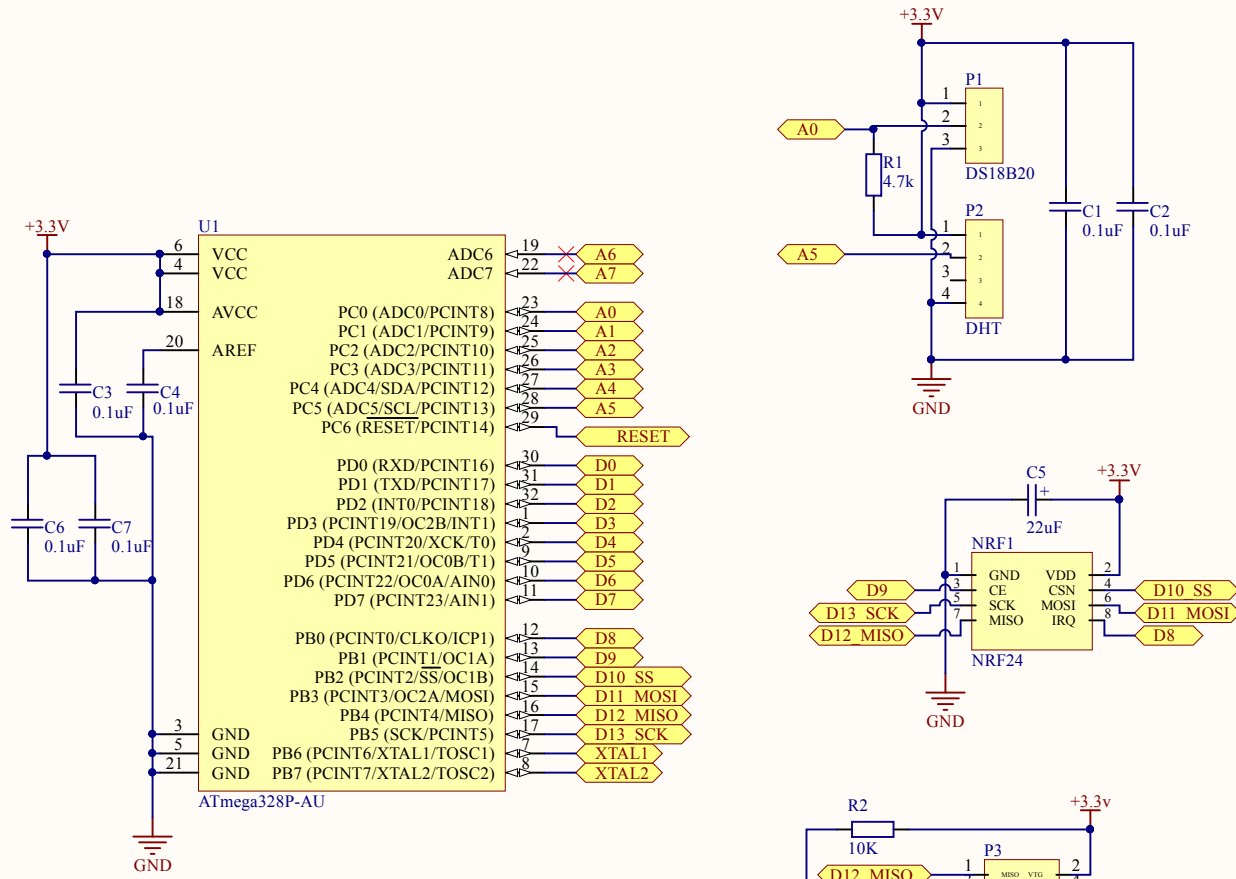 +3.3V
P1
1 1
A0
2 2
3 3
R1
4.7k
DS18B20
P2
C1
0.1uF
C2
0.1uF
1 1
A5
2 2
3 3
4 4
DHT
GND
+3.3V
U1
6 VCC ADC6 19 A6
4 VCC ADC7 22 A7
18 AVCC PC0 (ADC0/PCINT8) 23 A0
PC1 (ADC1/PCINT9) 24 A1
20 AREF PC2 (ADC2/PCINT10) 25 A2
PC3 (ADC3/PCINT11) 26 A3
PC4 (ADC4/SDA/PCINT12) 27 A4
PC5 (ADC5/SCL/PCINT13) 28 A5
PC6 (RESET/PCINT14) 29 RESET
C3
0.1uF
C4
0.1uF
PD0 (RXD/PCINT16) 30 D0
PD1 (TXD/PCINT17) 31 D1
PD2 (INT0/PCINT18) 32 D2
PD3 (PCINT19/OC2B/INT1) 1 D3
PD4 (PCINT20/XCK/T0) 2 D4
PD5 (PCINT21/OC0B/T1) 9 D5
PD6 (PCINT22/OC0A/AIN0) 10 D6
PD7 (PCINT23/AIN1) 11 D7
C6
0.1uF
C7
0.1uF
PB0 (PCINT0/CLKO/ICP1) 12 D8
PB1 (PCINT1/OC1A) 13 D9
PB2 (PCINT2/SS/OC1B) 14 D10_SS
PB3 (PCINT3/OC2A/MOSI) 15 D11_MOSI
PB4 (PCINT4/MISO) 16 D12_MISO
3 GND PB5 (SCK/PCINT5) 17 D13_SCK
5 GND PB6 (PCINT6/XTAL1/TOSC1) 7 XTAL1
21 GND PB7 (PCINT7/XTAL2/TOSC2) 8 XTAL2
ATmega328P-AU
GND
C5
+
22uF
+3.3V
NRF1
1 GND VDD 2
D9 3 CE CSN 4 D10_SS
D13_SCK 5 SCK MOSI 6 D11_MOSI
D12_MISO 7 MISO IRQ 8 D8
NRF24
GND
R2
10K
+3.3v
P3
D12_MISO 1 MISO VTG 2